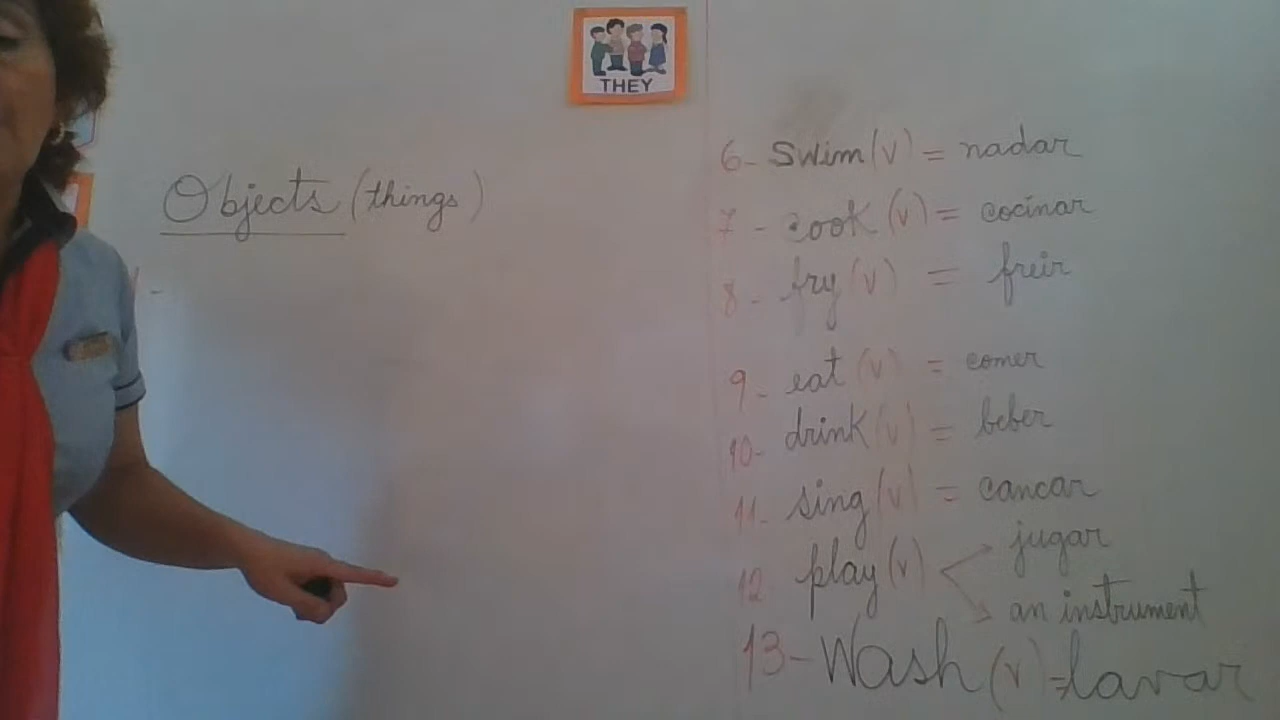 THEY
Objects (things)
1-
6- Swim (v) = nadar
7- cook (v) = cocinar
8- fry (v) = freir
9- eat (v) = comer
10- drink (v) = beber
11- sing (v) = cancar
12 play (v)
jugar
an instrument
13- Wash (v) = lavar